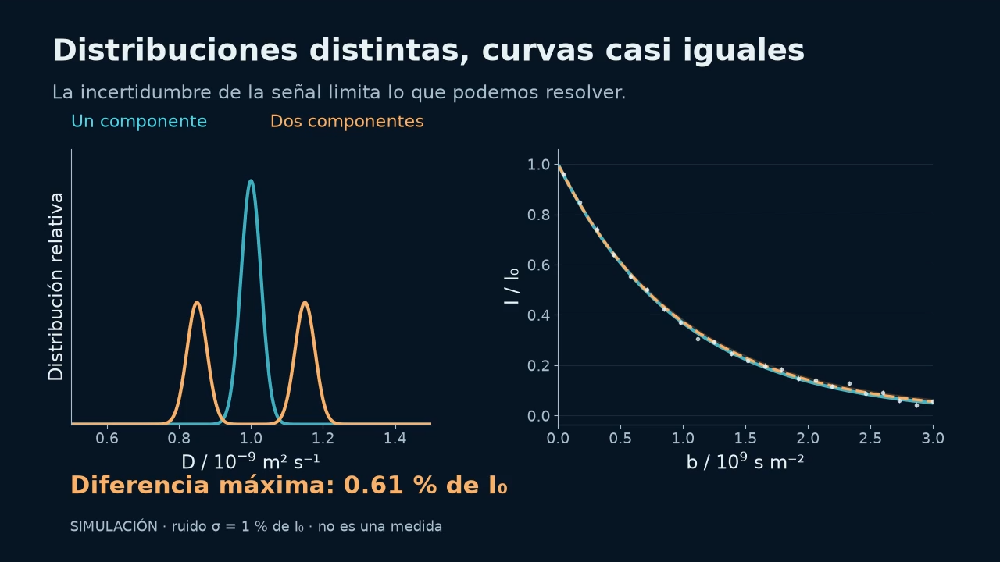 Distribuciones distintas, curvas casi iguales
La incertidumbre de la señal limita lo que podemos resolver.
Un componente
Dos componentes
Distribución relativa
0.6 0.8 1.0 1.2 1.4
D / 10⁻⁹ m² s⁻¹
I / I₀
1.0
0.8
0.6
0.4
0.2
0.0
0.0 0.5 1.0 1.5 2.0 2.5 3.0
b / 10⁹ s m⁻²
Diferencia máxima: 0.61 % de I₀
SIMULACIÓN · ruido σ = 1 % de I₀ · no es una medida